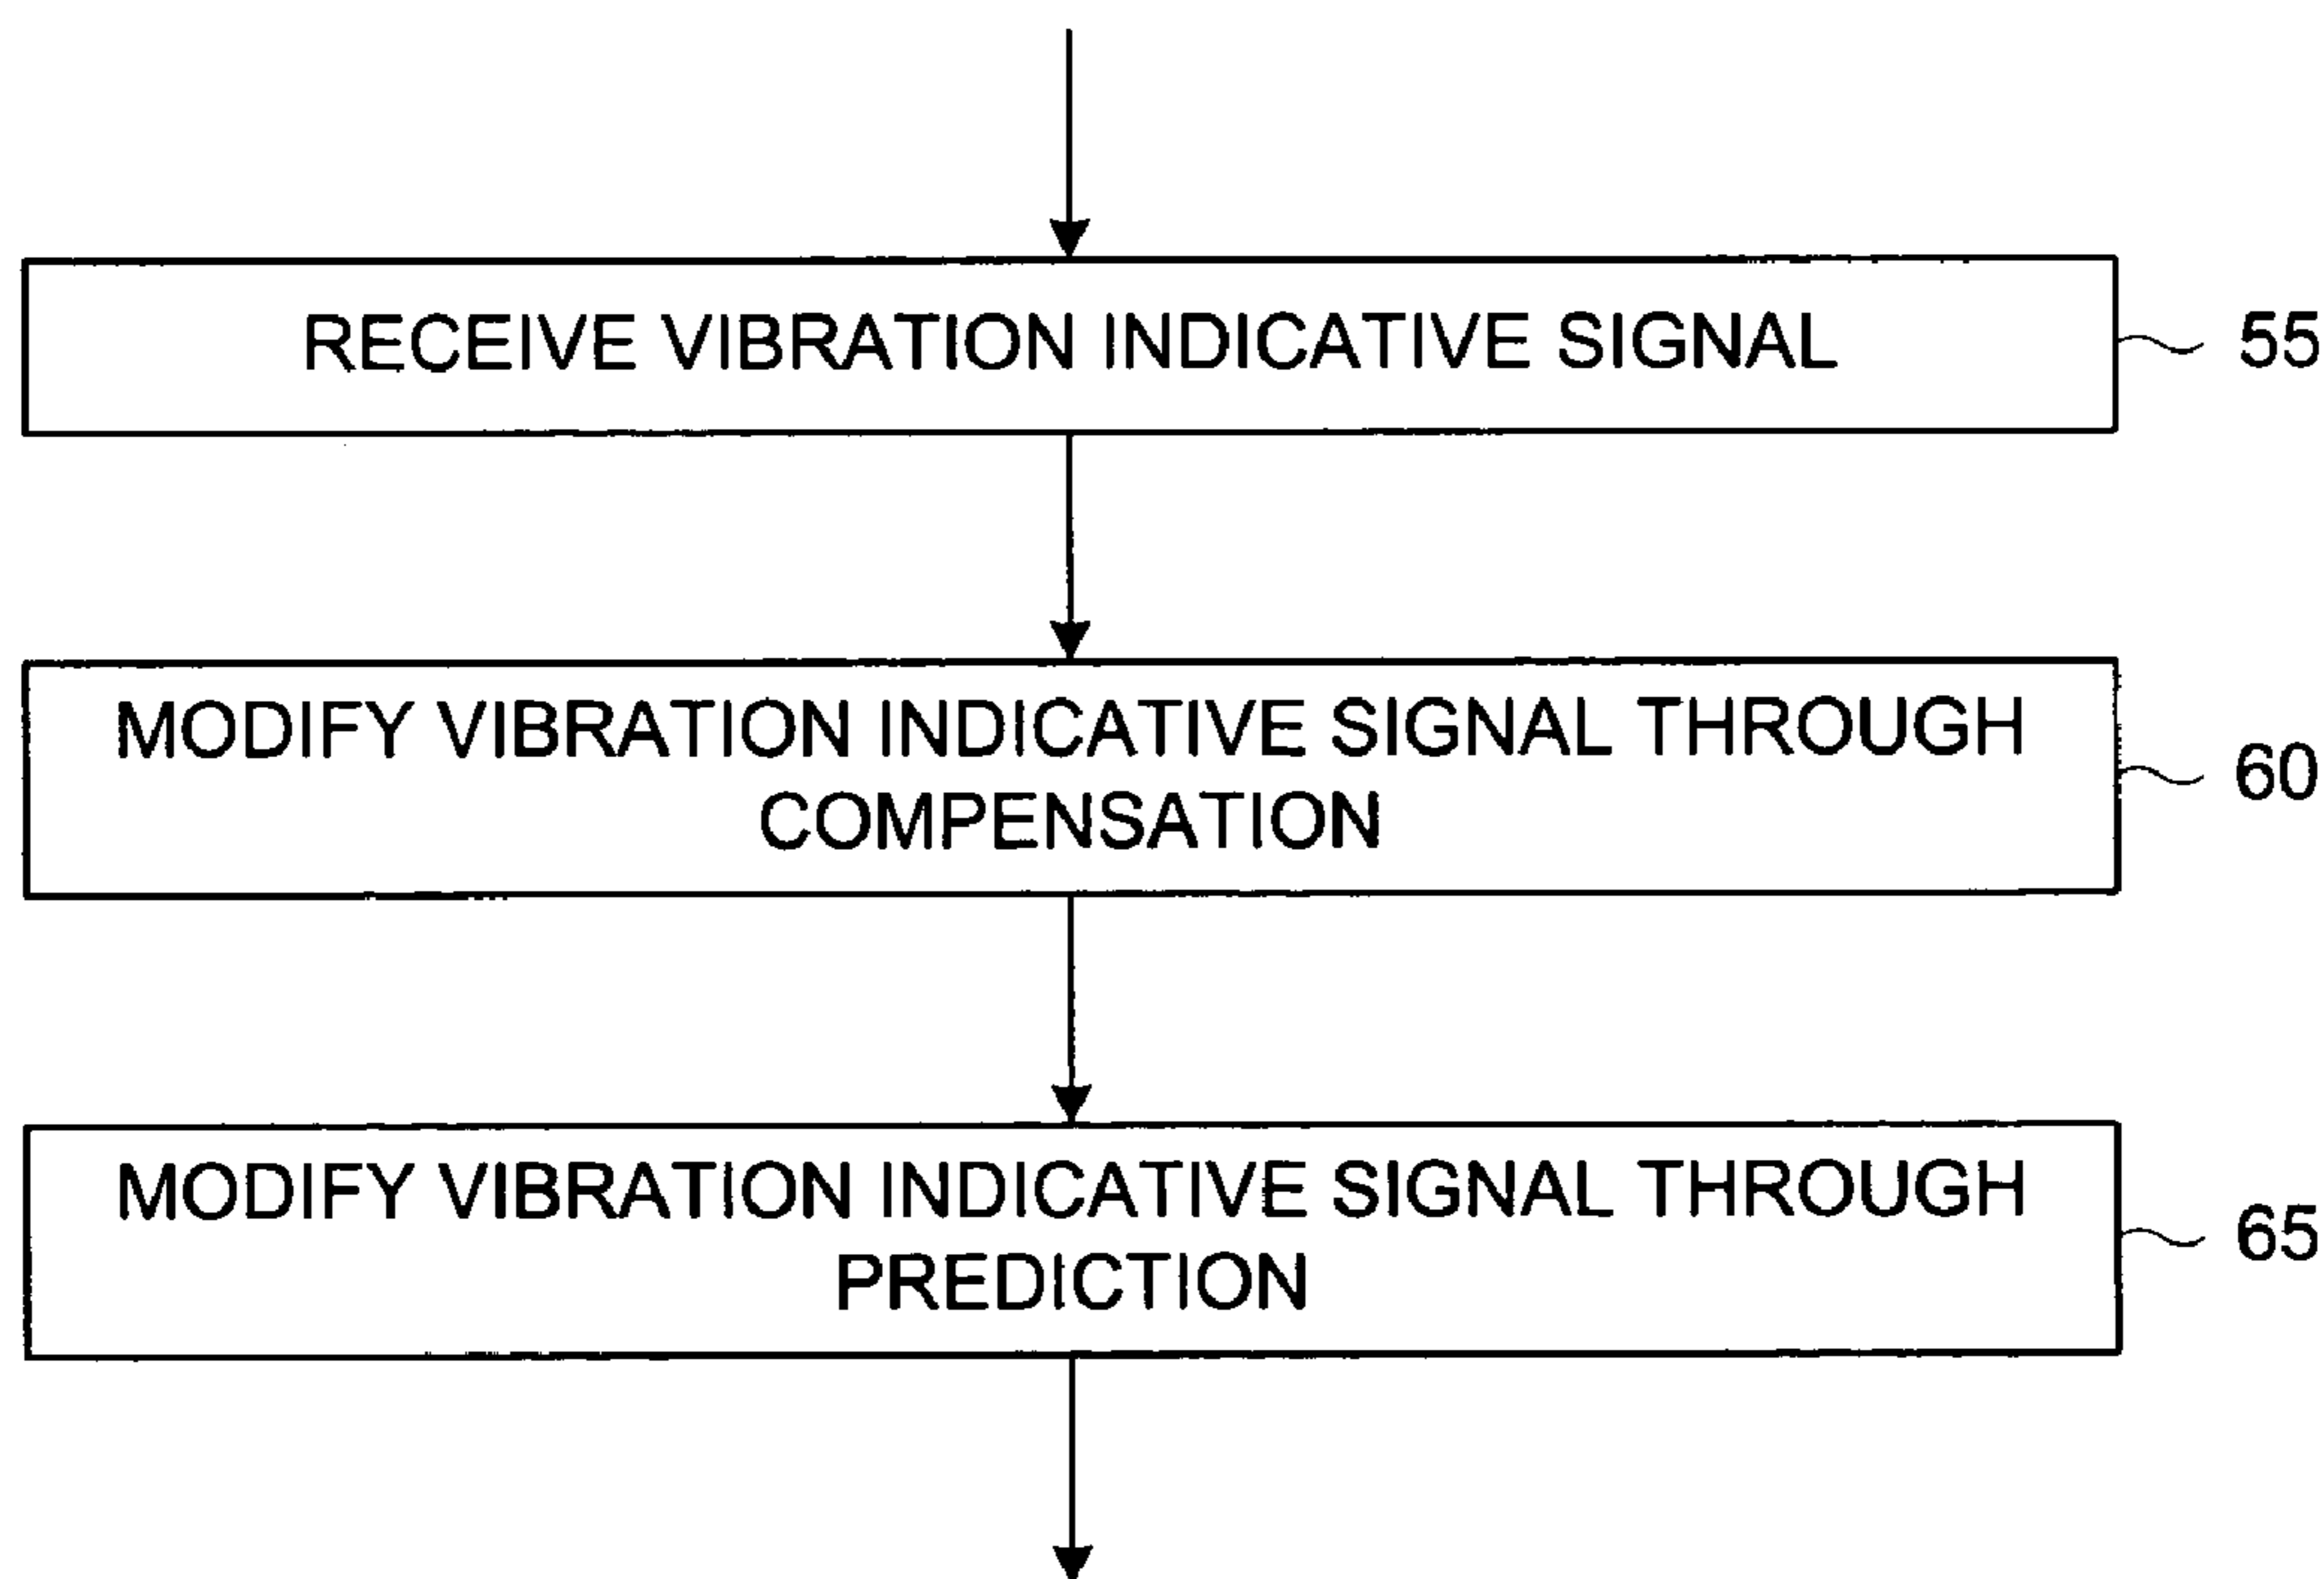 RECEIVE VIBRATION INDICATIVE SIGNAL
55
MODIFY VIBRATION INDICATIVE SIGNAL THROUGH
COMPENSATION
60
MODIFY VIBRATION INDICATIVE SIGNAL THROUGH
PREDICTION
65